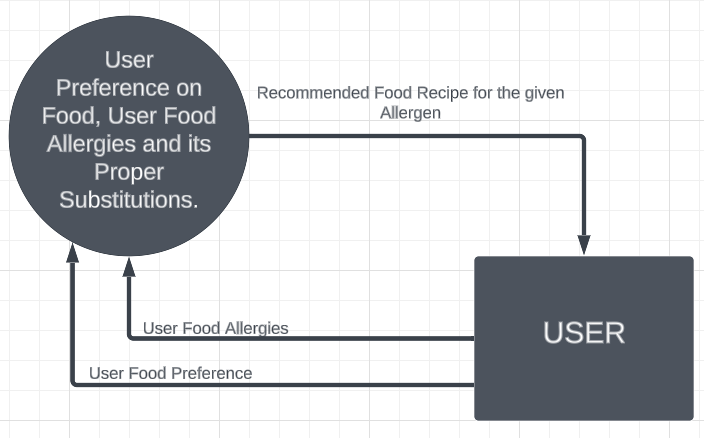 User
Preference on
Food, User Food
Allergies and its
Proper
Substitutions.
Recommended Food Recipe for the given
Allergen
USER
User Food Allergies
User Food Preference